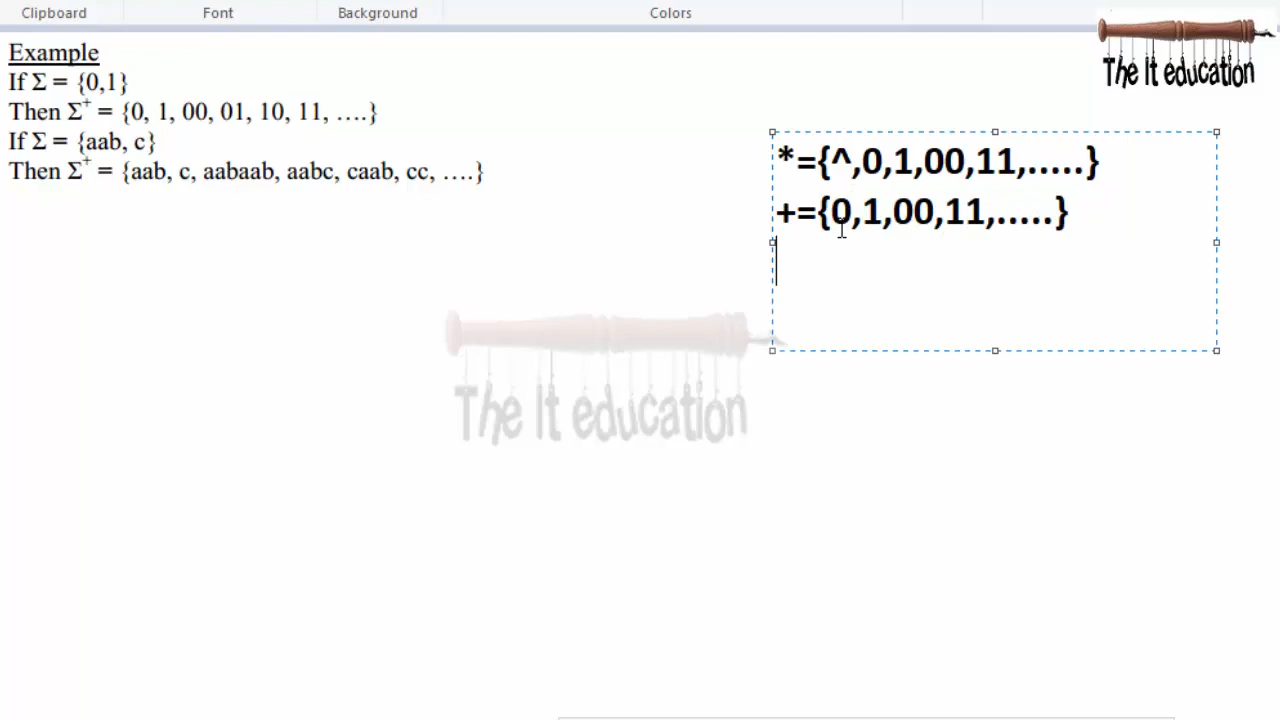 Clipboard Font Background Colors
The It education
Example
If Σ = {0,1}
Then Σ⁺ = {0, 1, 00, 01, 10, 11, ….}
If Σ = {aab, c}
Then Σ⁺ = {aab, c, aabaab, aabc, caab, cc, ….}
*={^,0,1,00,11,.....}
+={0,1,00,11,.....}
The It education